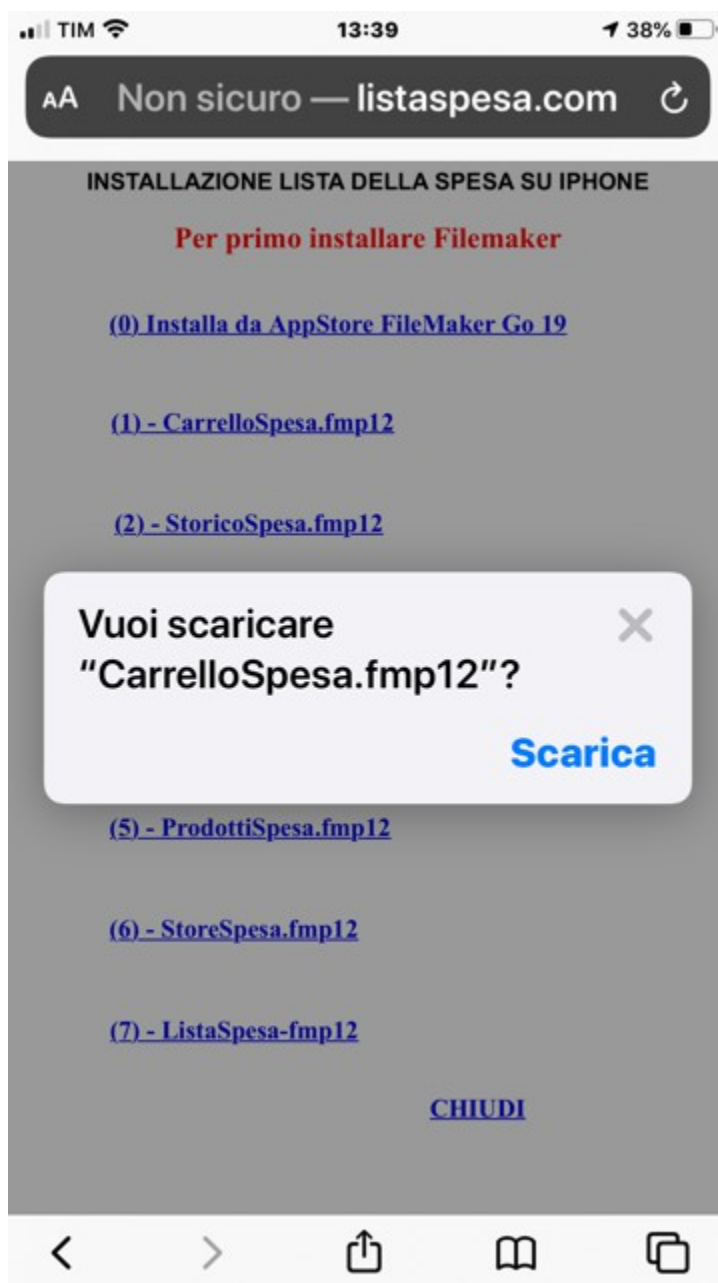 TIM 13:39 38%
AA Non sicuro — listaspesa.com
INSTALLAZIONE LISTA DELLA SPESA SU IPHONE
Per primo installare Filemaker
(0) Installa da AppStore FileMaker Go 19
(1) - CarrelloSpesa.fmp12
(2) - StoricoSpesa.fmp12
Vuoi scaricare
“CarrelloSpesa.fmp12”?
Scarica
(5) - ProdottiSpesa.fmp12
(6) - StoreSpesa.fmp12
(7) - ListaSpesa-fmp12
CHIUDI